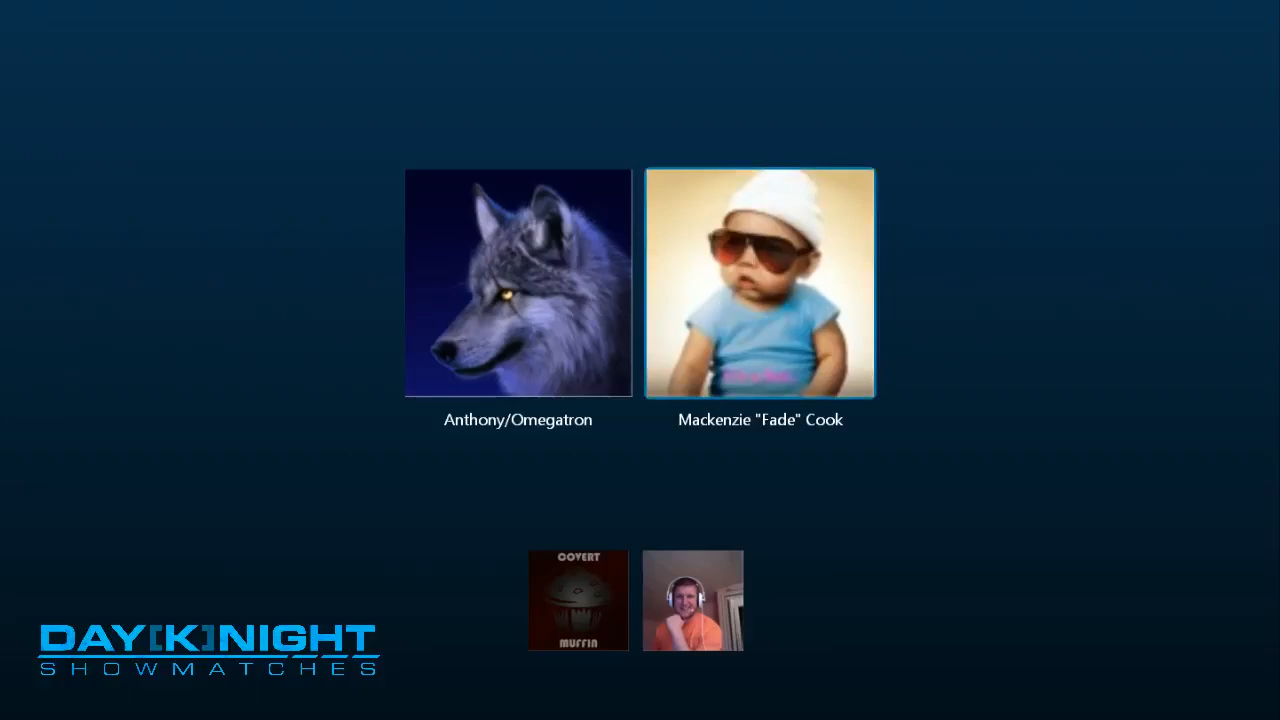 Anthony/Omegatron
Mackenzie "Fade" Cook
COVERT
MUFFIN
DAY[K]NIGHT
SHOWMATCHES